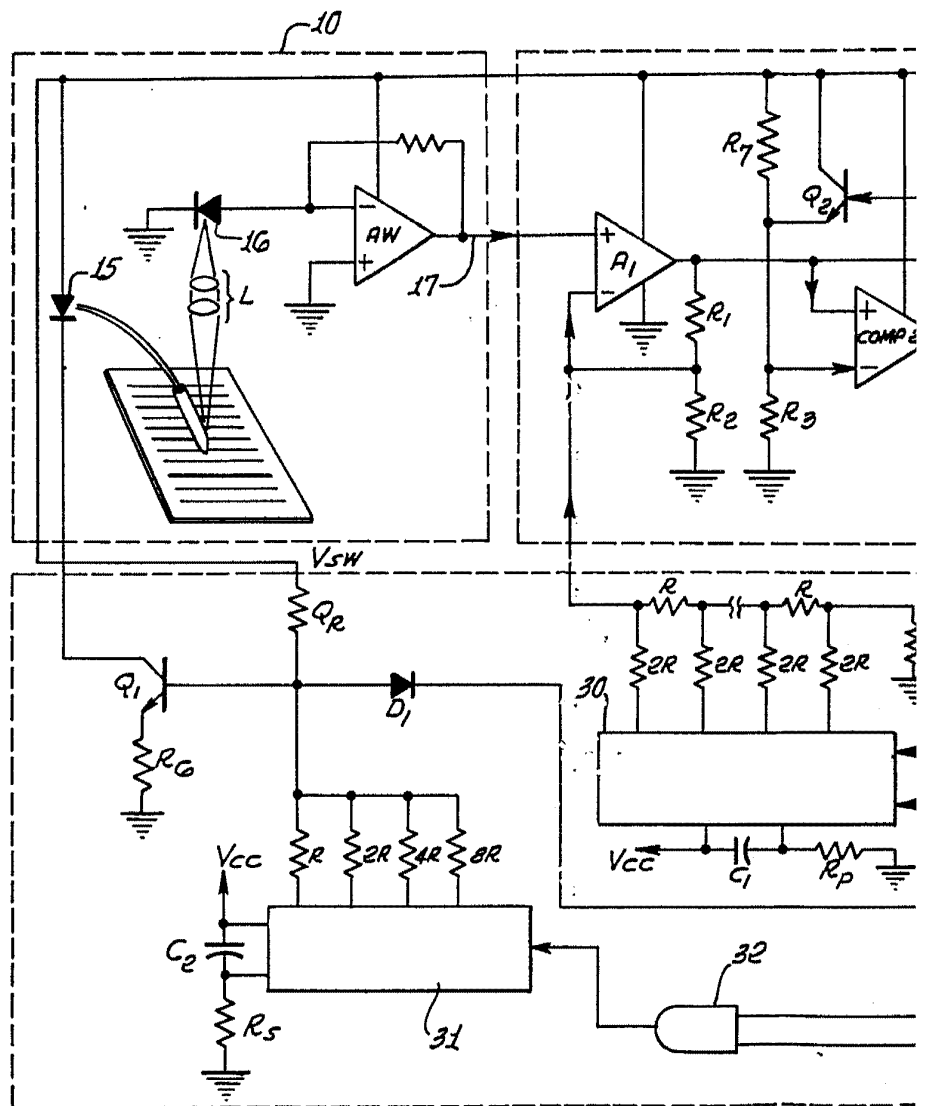 10
R7
Q2
16
AW
−
+
15
L
17
+
A1
−
R1
+
COMP 2
−
R2
R3
VSW
QR
R
R
2R
2R
2R
2R
30
Q1
D1
R6
R
2R
4R
8R
VCC
C1
RP
VCC
C2
32
R5
31